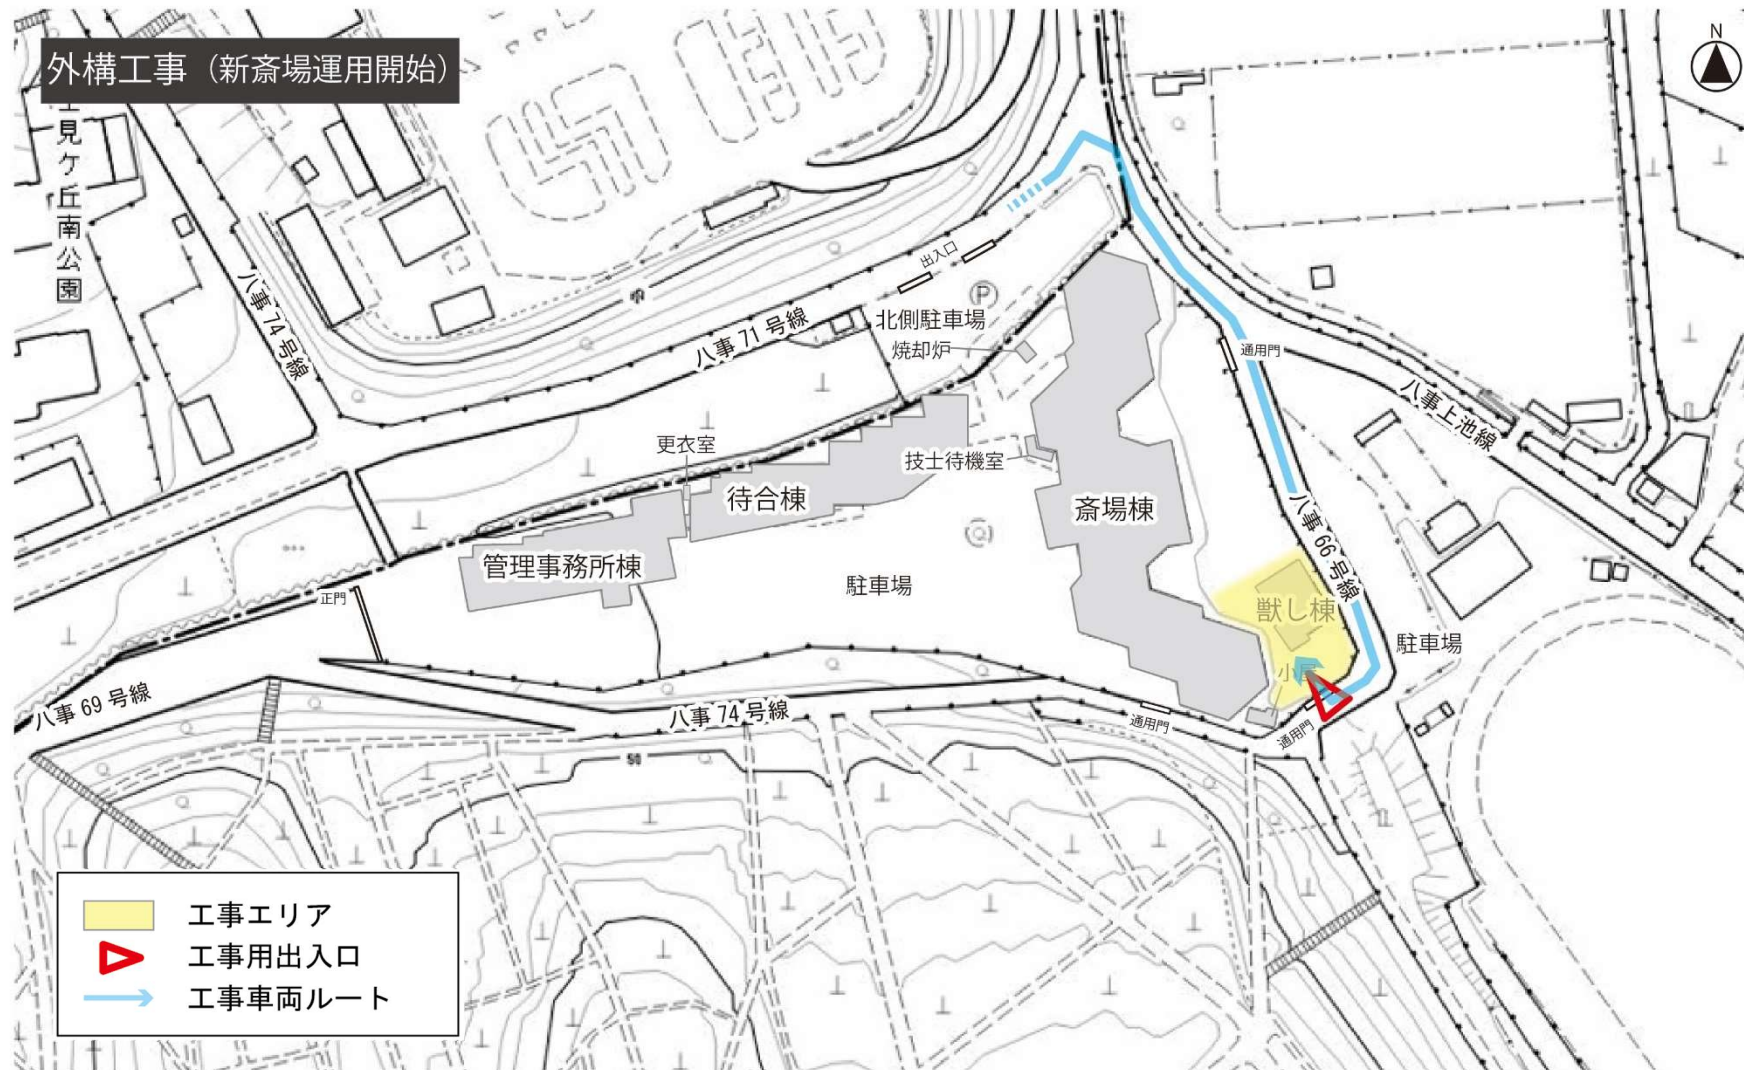 外構工事（新斎場運用開始）
N
見ケ丘南公園
八事74号線
出入口
P
八事71号線
北側駐車場
焼却炉
通用門
八事上池線
更衣室
技士待機室
待合棟
斎場棟
八事66号線
管理事務所棟
駐車場
正門
獣し棟
駐車場
小屋
八事69号線
八事74号線
通用門
通用門
50
工事エリア
工事用出入口
工事車両ルート